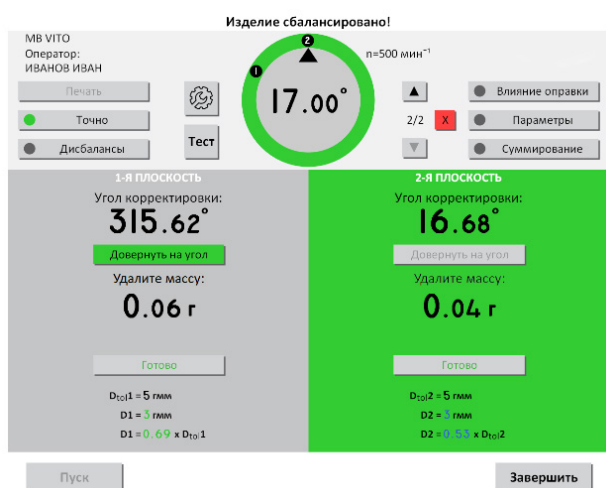 Изделие сбалансировано!
MB VITO
Оператор:
ИВАНОВ ИВАН
n=500 мин⁻¹
Печать
Точно
Дисбалансы
Тест
1
2
17.00°
2/2
X
Влияние оправки
Параметры
Суммирование
1-Я ПЛОСКОСТЬ
Угол корректировки:
315.62°
Довернуть на угол
Удалите массу:
0.06 г
Готово
Dtol1 = 5 гмм
D1 = 3 гмм
D1 = 0.69 x Dtol1
2-Я ПЛОСКОСТЬ
Угол корректировки:
16.68°
Довернуть на угол
Удалите массу:
0.04 г
Готово
Dtol2 = 5 гмм
D2 = 3 гмм
D2 = 0.53 x Dtol2
Пуск
Завершить